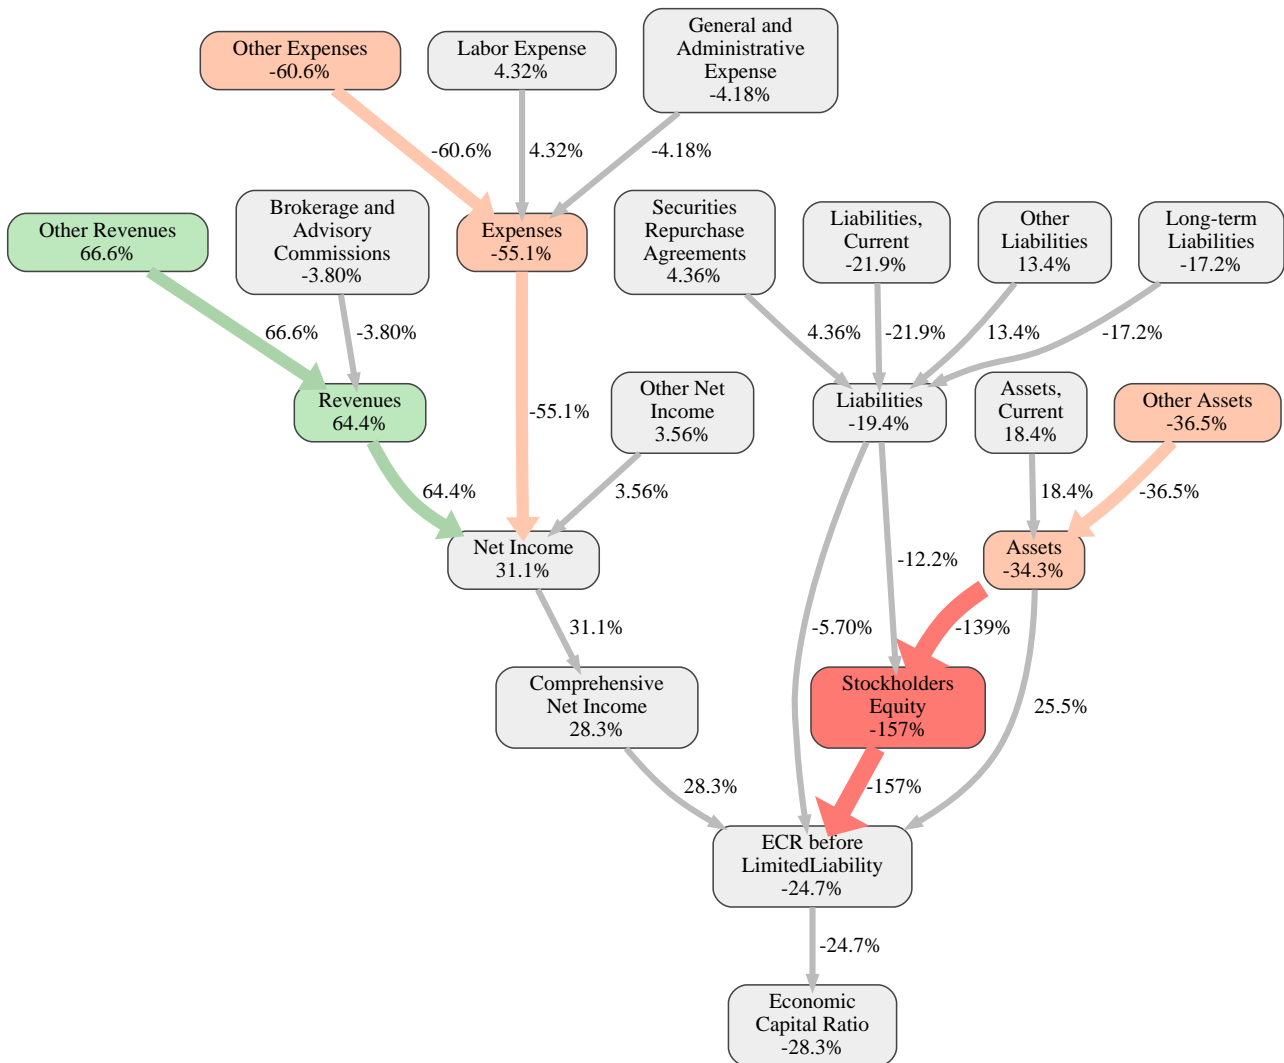 Other Expenses
-60.6%
Labor Expense
4.32%
General and
Administrative
Expense
-4.18%
-60.6%
4.32%
-4.18%
Other Revenues
66.6%
Brokerage and
Advisory
Commissions
-3.80%
Expenses
-55.1%
Securities
Repurchase
Agreements
4.36%
Liabilities,
Current
-21.9%
Other
Liabilities
13.4%
Long-term
Liabilities
-17.2%
66.6%
-3.80%
4.36%
-21.9%
13.4%
-17.2%
Revenues
64.4%
-55.1%
Other Net
Income
3.56%
Liabilities
-19.4%
Assets,
Current
18.4%
Other Assets
-36.5%
64.4%
3.56%
18.4%
-36.5%
Net Income
31.1%
-12.2%
Assets
-34.3%
31.1%
-5.70%
-139%
Comprehensive
Net Income
28.3%
Stockholders
Equity
-157%
25.5%
28.3%
-157%
ECR before
LimitedLiability
-24.7%
-24.7%
Economic
Capital Ratio
-28.3%